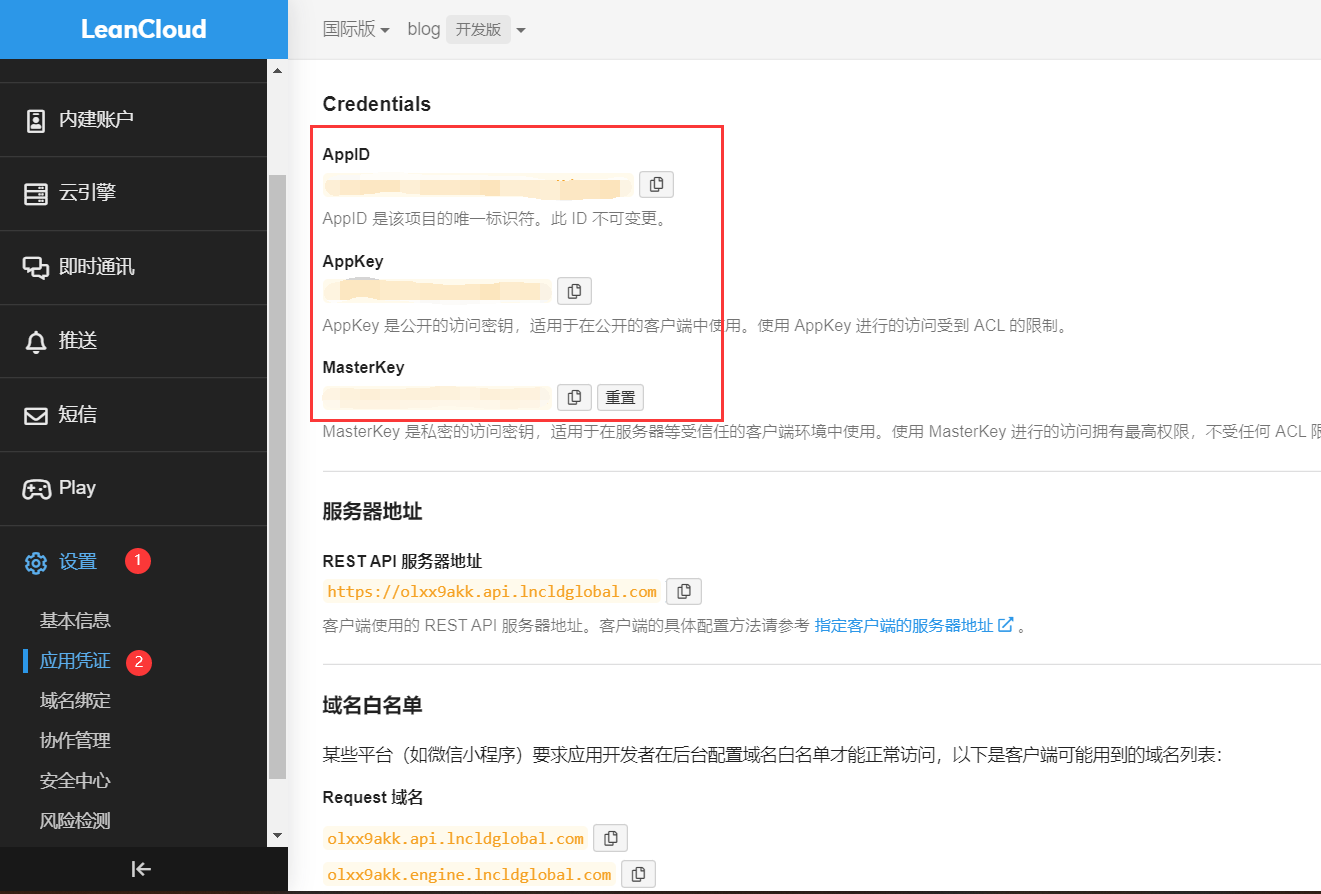 LeanCloud
国际版 blog 开发版
内建账户
云引擎
即时通讯
推送
短信
Play
设置 1
基本信息
应用凭证 2
域名绑定
协作管理
安全中心
风险检测
Credentials
AppID
AppID 是该项目的唯一标识符。此 ID 不可变更。
AppKey
AppKey 是公开的访问密钥，适用于在公开的客户端中使用。使用 AppKey 进行的访问受到 ACL 的限制。
MasterKey
重置
MasterKey 是私密的访问密钥，适用于在服务器等受信任的客户端环境中使用。使用 MasterKey 进行的访问拥有最高权限，不受任何 ACL
服务器地址
REST API 服务器地址
https://olxx9akk.api.lncldglobal.com
客户端使用的 REST API 服务器地址。客户端的具体配置方法请参考 指定客户端的服务器地址 。
域名白名单
某些平台（如微信小程序）要求应用开发者在后台配置域名白名单才能正常访问，以下是客户端可能用到的域名列表：
Request 域名
olxx9akk.api.lncldglobal.com
olxx9akk.engine.lncldglobal.com